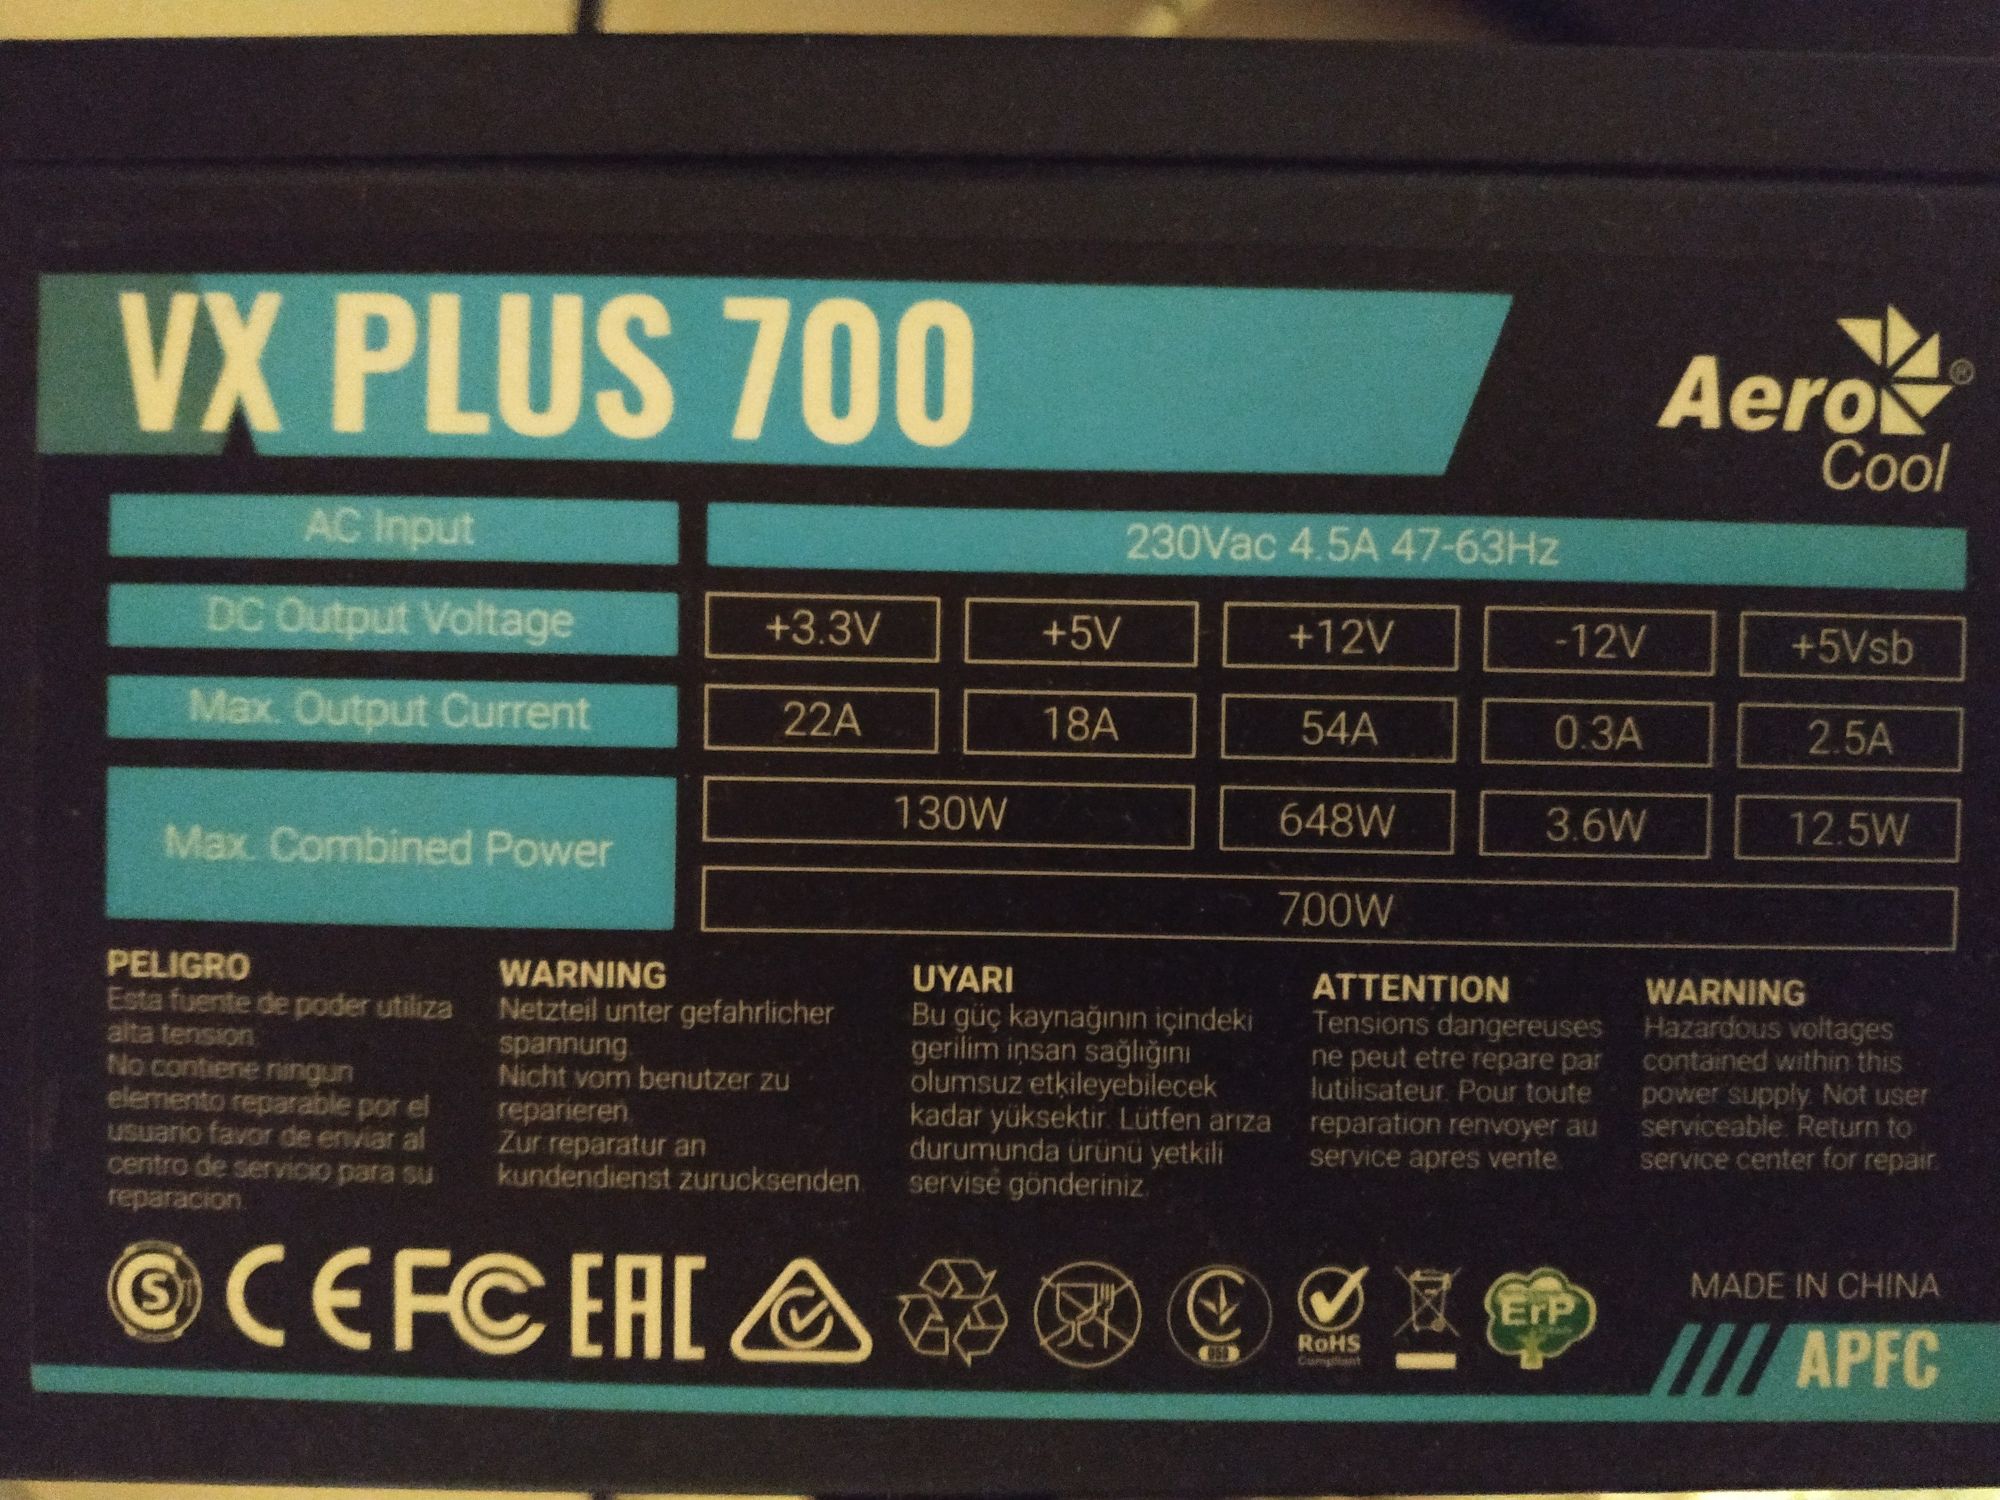 VX PLUS 700
Aero®
Cool
AC Input 230Vac 4.5A 47-63Hz
DC Output Voltage +3.3V +5V +12V -12V +5Vsb
Max. Output Current 22A 18A 54A 0.3A 2.5A
Max. Combined Power 130W 648W 3.6W 12.5W
700W
PELIGRO
Esta fuente de poder utiliza
alta tension.
No contiene ningun
elemento reparable por el
usuario favor de enviar al
centro de servicio para su
reparacion.
WARNING
Netzteil unter gefahrlicher
spannung.
Nicht vom benutzer zu
reparieren.
Zur reparatur an
kundendienst zurucksenden.
UYARI
Bu güç kaynağının içindeki
gerilim insan sağlığını
olumsuz etkileyebilecek
kadar yüksektir. Lütfen arıza
durumunda ürünü yetkili
servise gönderiniz.
ATTENTION
Tensions dangereuses
ne peut etre repare par
lutilisateur. Pour toute
reparation renvoyer au
service apres vente.
WARNING
Hazardous voltages
contained within this
power supply. Not user
serviceable. Return to
service center for repair.
CE FC EAC
RoHS
Compliant
ErP
MADE IN CHINA
APFC